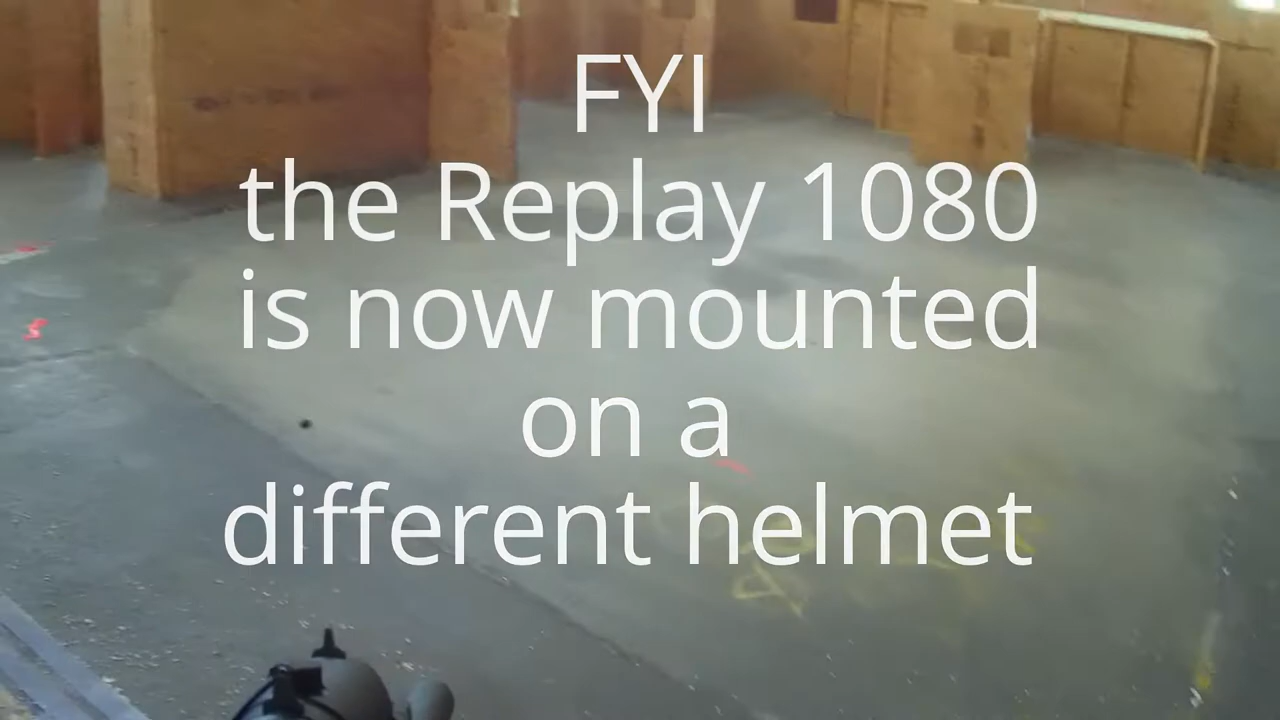 FYI
the Replay 1080
is now mounted
on a
different helmet